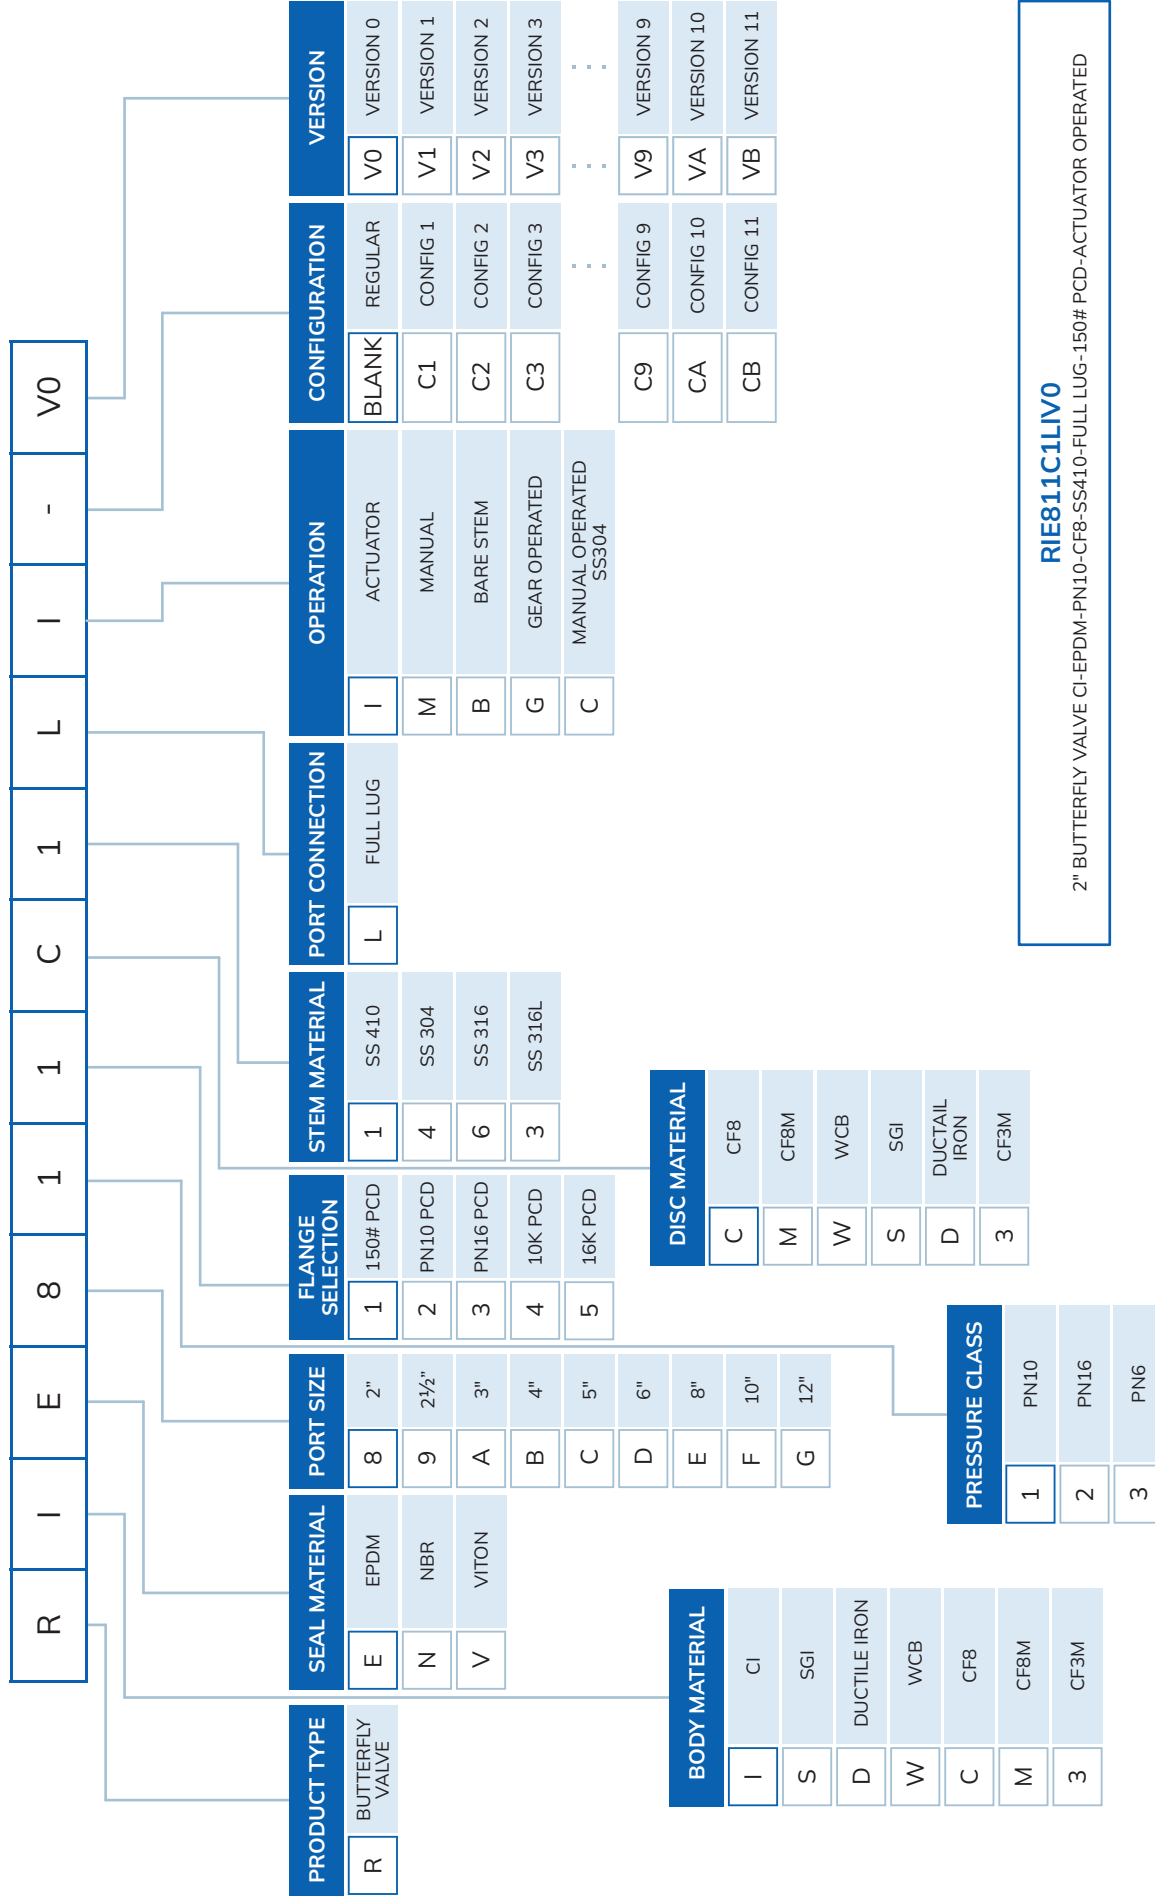 R I E 8 1 1 C 1 L I - V0
PRODUCT TYPE
R BUTTERFLY
VALVE
SEAL MATERIAL
E EPDM
N NBR
V VITON
PORT SIZE
8 2"
9 2½"
A 3"
B 4"
C 5"
D 6"
E 8"
F 10"
G 12"
FLANGE
SELECTION
1 150# PCD
2 PN10 PCD
3 PN16 PCD
4 10K PCD
5 16K PCD
STEM MATERIAL
1 SS 410
4 SS 304
6 SS 316
3 SS 316L
PORT CONNECTION
L FULL LUG
OPERATION
I ACTUATOR
M MANUAL
B BARE STEM
G GEAR OPERATED
C MANUAL OPERATED
SS304
CONFIGURATION
BLANK REGULAR
C1 CONFIG 1
C2 CONFIG 2
C3 CONFIG 3
...
C9 CONFIG 9
CA CONFIG 10
CB CONFIG 11
VERSION
V0 VERSION 0
V1 VERSION 1
V2 VERSION 2
V3 VERSION 3
... ...
V9 VERSION 9
VA VERSION 10
VB VERSION 11
BODY MATERIAL
I CI
S SGI
D DUCTILE IRON
W WCB
C CF8
M CF8M
3 CF3M
PRESSURE CLASS
1 PN10
2 PN16
3 PN6
DISC MATERIAL
C CF8
M CF8M
W WCB
S SGI
D DUCTAIL
IRON
3 CF3M
RIE811C1LIV0
2" BUTTERFLY VALVE CI-EPDM-PN10-CF8-SS410-FULL LUG-150# PCD-ACTUATOR OPERATED